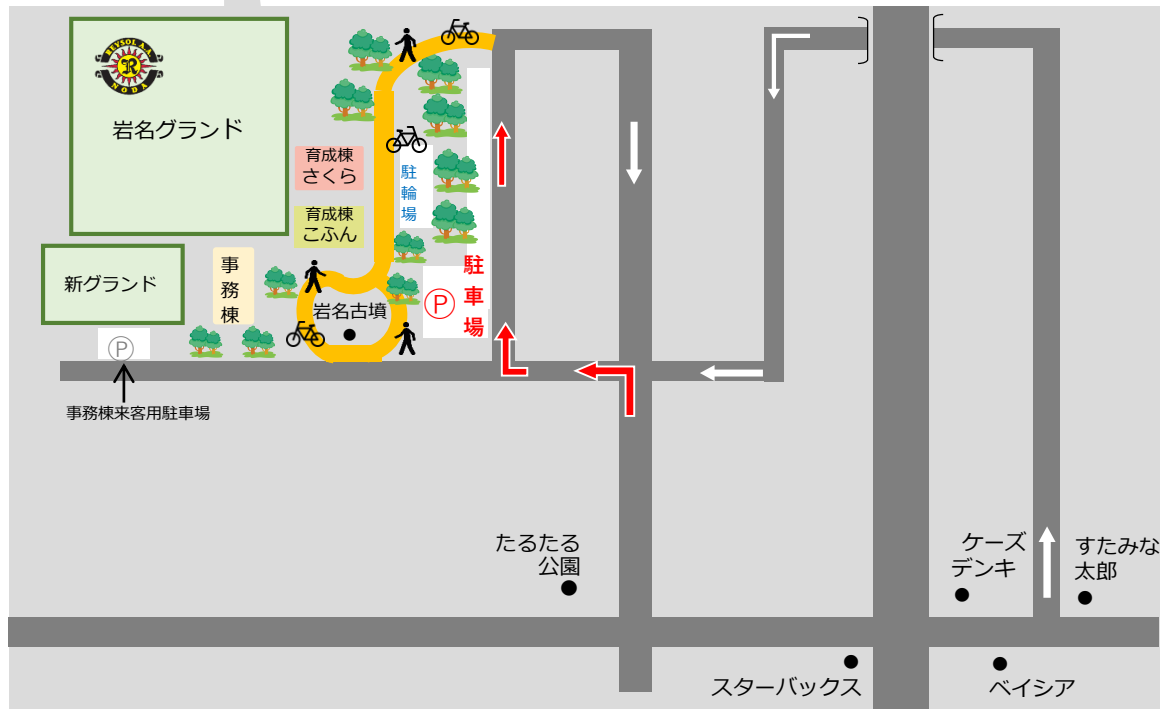 REYSOL A.A.
R
NODA
岩名グランド
育成棟
さくら
育成棟
こふん
駐輪場
新グランド
事務棟
岩名古墳
P
駐車場
P
事務棟来客用駐車場
たるたる
公園
ケーズ
デンキ
すたみな
太郎
スターバックス
ベイシア